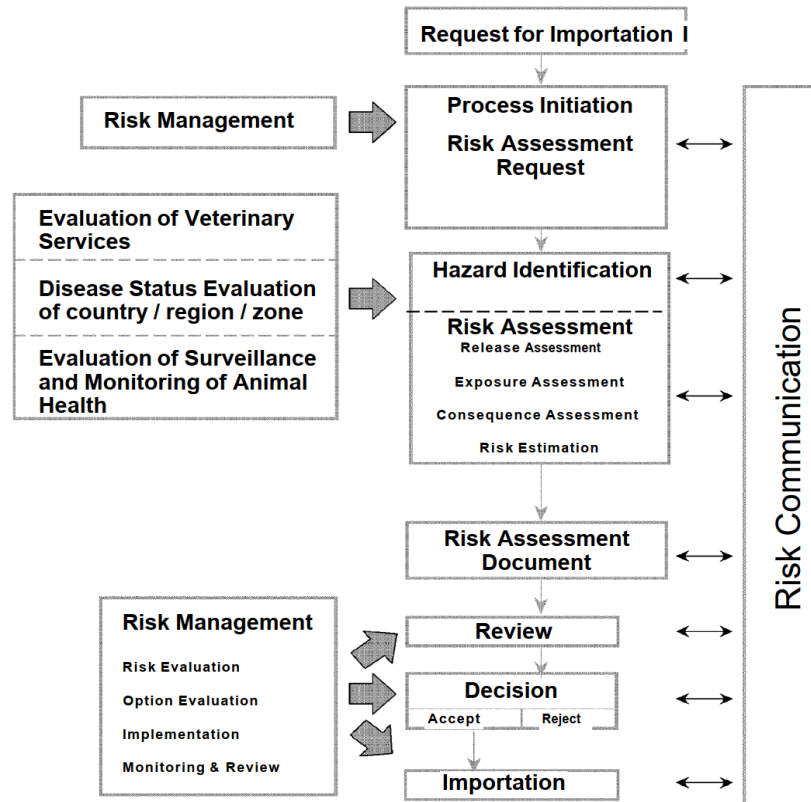 Request for Importation I
Risk Management
Process Initiation
Risk Assessment
Request
Evaluation of Veterinary
Services
Disease Status Evaluation
of country / region / zone
Evaluation of Surveillance
and Monitoring of Animal
Health
Hazard Identification
Risk Assessment
Release Assessment
Exposure Assessment
Consequence Assessment
Risk Estimation
Risk Assessment
Document
Risk Management
Risk Evaluation
Option Evaluation
Implementation
Monitoring & Review
Review
Decision
Accept
Reject
Importation
Risk Communication